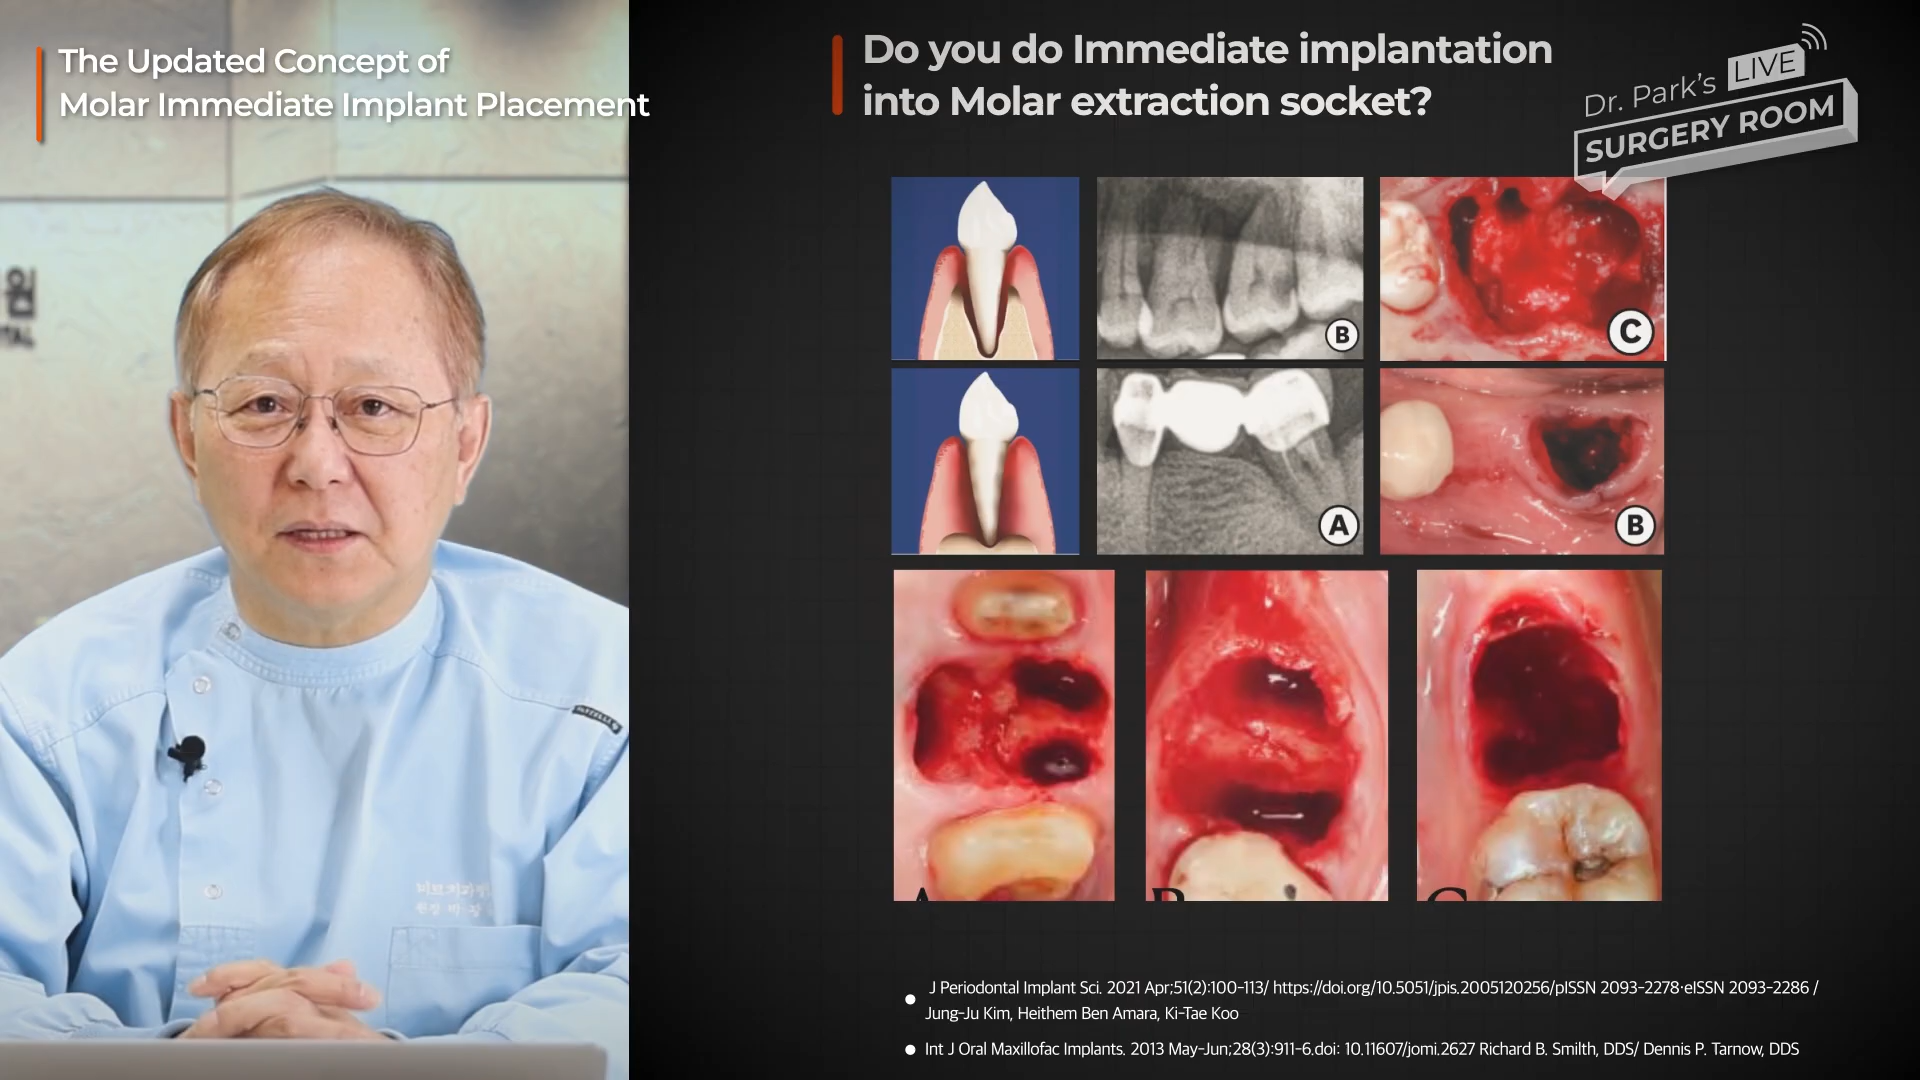 The Updated Concept of
Molar Immediate Implant Placement
Do you do Immediate implantation
into Molar extraction socket?
Dr. Park's LIVE
SURGERY ROOM
원
B
C
A
B
J Periodontal Implant Sci. 2021 Apr;51(2):100-113/ https://doi.org/10.5051/jpis.2005120256/pISSN 2093-2278·eISSN 2093-2286 /
Jung-Ju Kim, Heithem Ben Amara, Ki-Tae Koo
Int J Oral Maxillofac Implants. 2013 May-Jun;28(3):911-6.doi: 10.11607/jomi.2627 Richard B. Smilth, DDS/ Dennis P. Tarnow, DDS